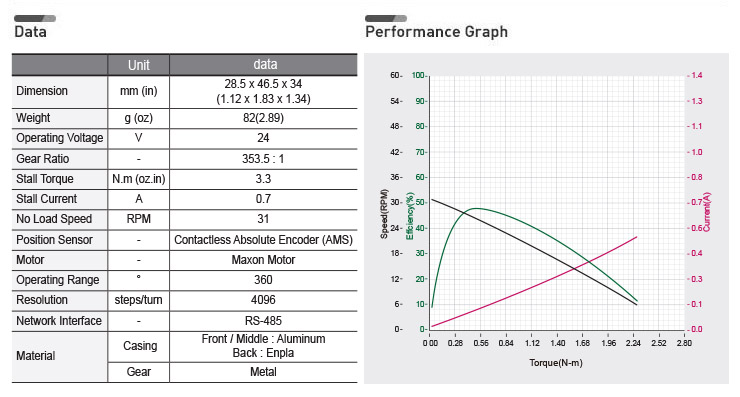 Data
Unit data
Dimension mm (in) 28.5 x 46.5 x 34
(1.12 x 1.83 x 1.34)
Weight g (oz) 82(2.89)
Operating Voltage V 24
Gear Ratio - 353.5 : 1
Stall Torque N.m (oz.in) 3.3
Stall Current A 0.7
No Load Speed RPM 31
Position Sensor - Contactless Absolute Encoder (AMS)
Motor - Maxon Motor
Operating Range ° 360
Resolution steps/turn 4096
Network Interface - RS-485
Material Casing Front / Middle : Aluminum
Back : Enpla
Gear Metal
Performance Graph
60- 100- -1.4
54- 90- -1.3
48- 80- -1.1
42- 70- -1.0
36- 60- -0.8
30- 50- -0.7
24- 40- -0.6
18- 30- -0.4
12- 20- -0.3
6- 10- -0.1
0- 0- -0.0
Speed(RPM)
Efficiency(%)
Current(A)
0.00 0.28 0.56 0.84 1.12 1.40 1.68 1.96 2.24 2.52 2.80
Torque(N-m)